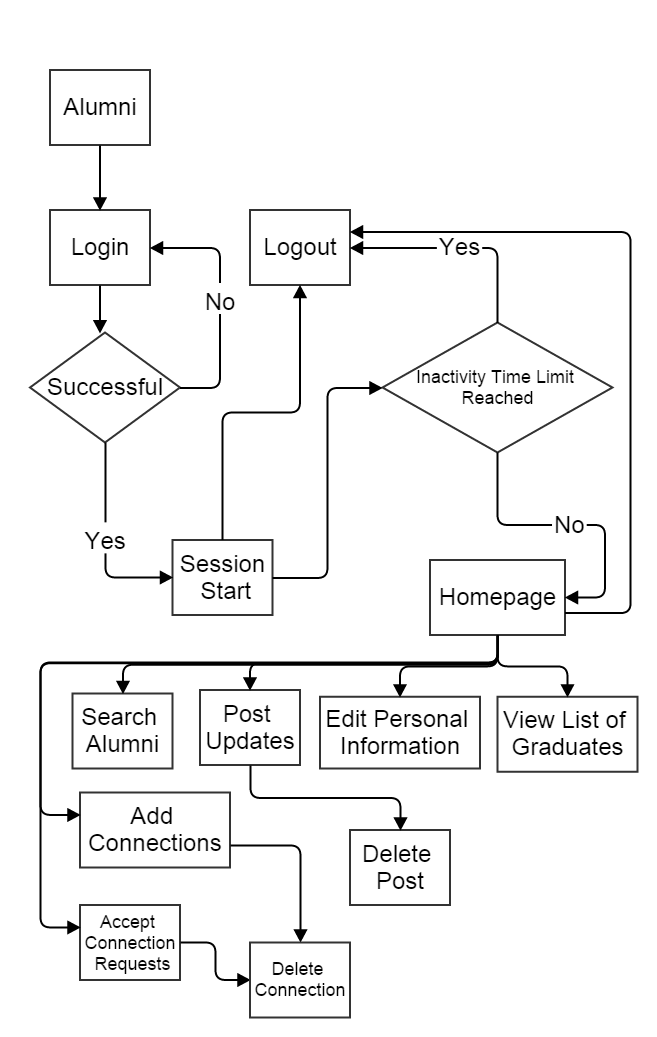 Alumni
Login
Logout
Yes
No
Successful
Inactivity Time Limit
Reached
Yes
No
Session
Start
Homepage
Search
Alumni
Post
Updates
Edit Personal
Information
View List of
Graduates
Add
Connections
Delete
Post
Accept
Connection
Requests
Delete
Connection